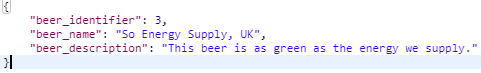 {
    "beer_identifier": 3,
    "beer_name": "So Energy Supply, UK",
    "beer_description": "This beer is as green as the energy we supply."
}